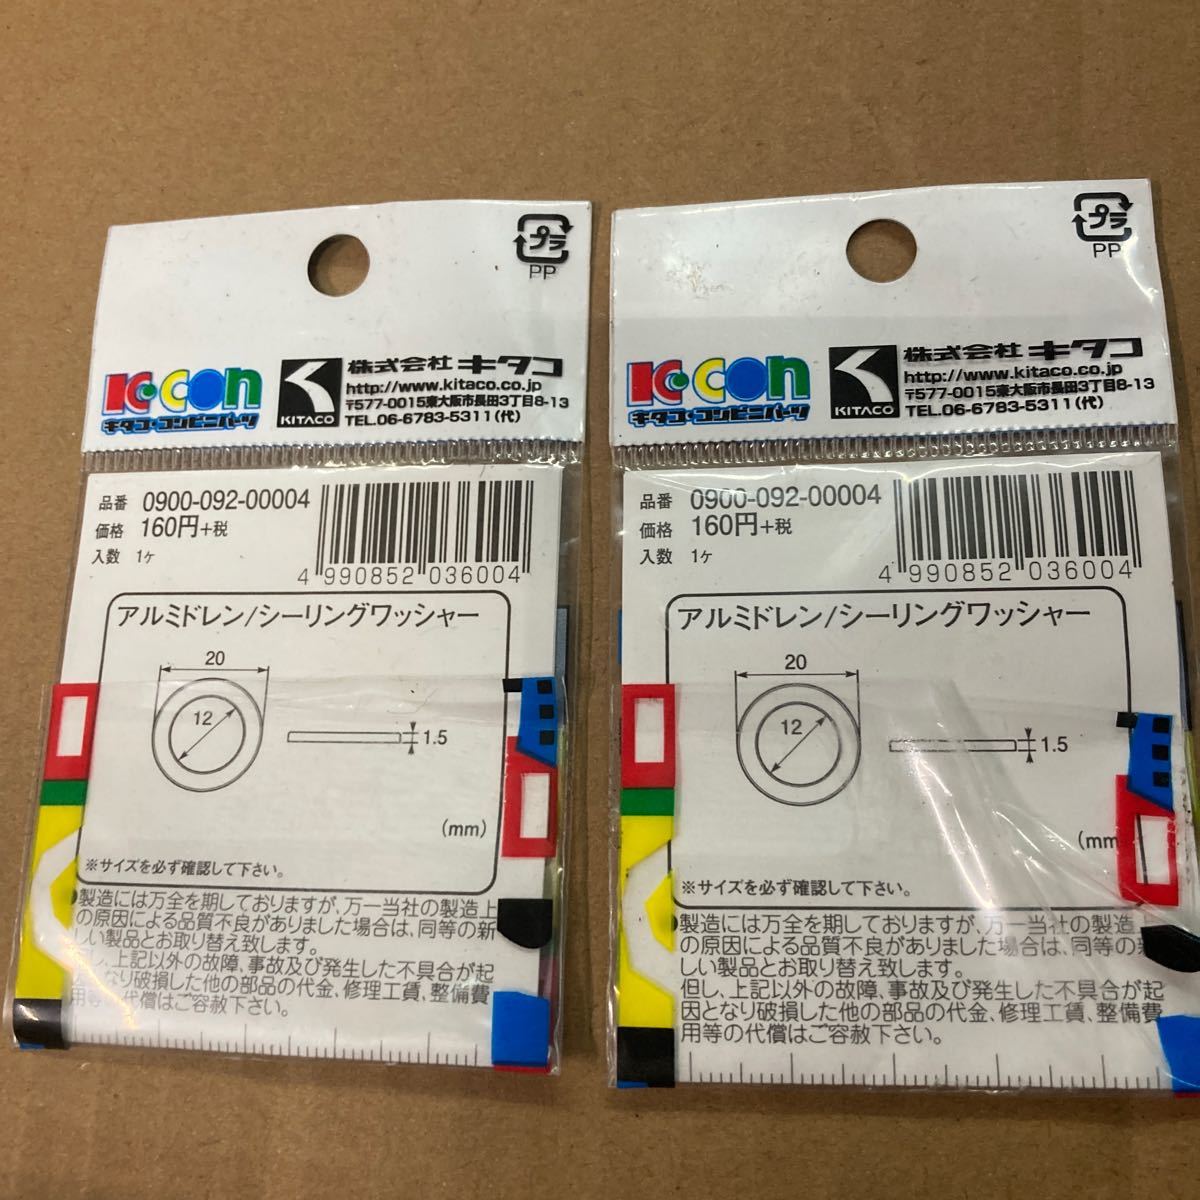 プラ
PP
K・CON
キタコ・コンビニパーツ
KITACO
株式会社 キタコ
http://www.kitaco.co.jp
〒577-0015東大阪市長田3丁目8-13
TEL.06-6783-5311(代)
品番 0900-092-00004
価格 160円+税
入数 1ヶ
4 990852 036004
アルミドレン/シーリングワッシャー
20
12
1.5
(mm)
※サイズを必ず確認して下さい。
●製造には万全を期しておりますが、万一当社の製造上
の原因による品質不良がありました場合は、同等の新
しい製品とお取り替え致します。
し、上記以外の故障、事故及び発生した不具合が起
なり破損した他の部品の代金、修理工賃、整備費
用等の代償はご容赦下さい。
プラ
PP
K・CON
キタコ・コンビニパーツ
KITACO
株式会社 キタコ
http://www.kitaco.co.jp
〒577-0015東大阪市長田3丁目8-13
TEL.06-6783-5311(代)
品番 0900-092-00004
価格 160円+税
入数 1ヶ
4 990852 036004
アルミドレン/シーリングワッシャー
20
12
1.5
(mm
※サイズを必ず確認して下さい。
●製造には万全を期しておりますが、万一当社の製造上
の原因による品質不良がありました場合は、同等の新
しい製品とお取り替え致します。
但し、上記以外の故障、事故及び発生した不具合が起
因となり破損した他の部品の代金、修理工賃、整備費
用等の代償はご容赦下さい。